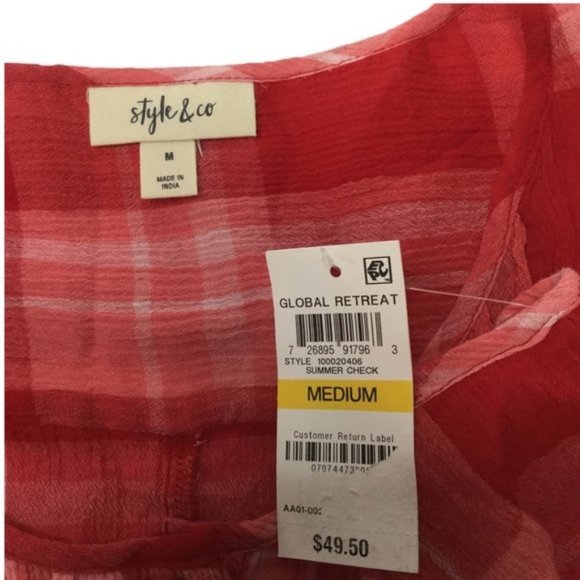 style & co
M
MADE IN
INDIA
GLOBAL RETREAT
7 26895 91796 3
STYLE 100020406
SUMMER CHECK
MEDIUM
Customer Return Label
$49.50